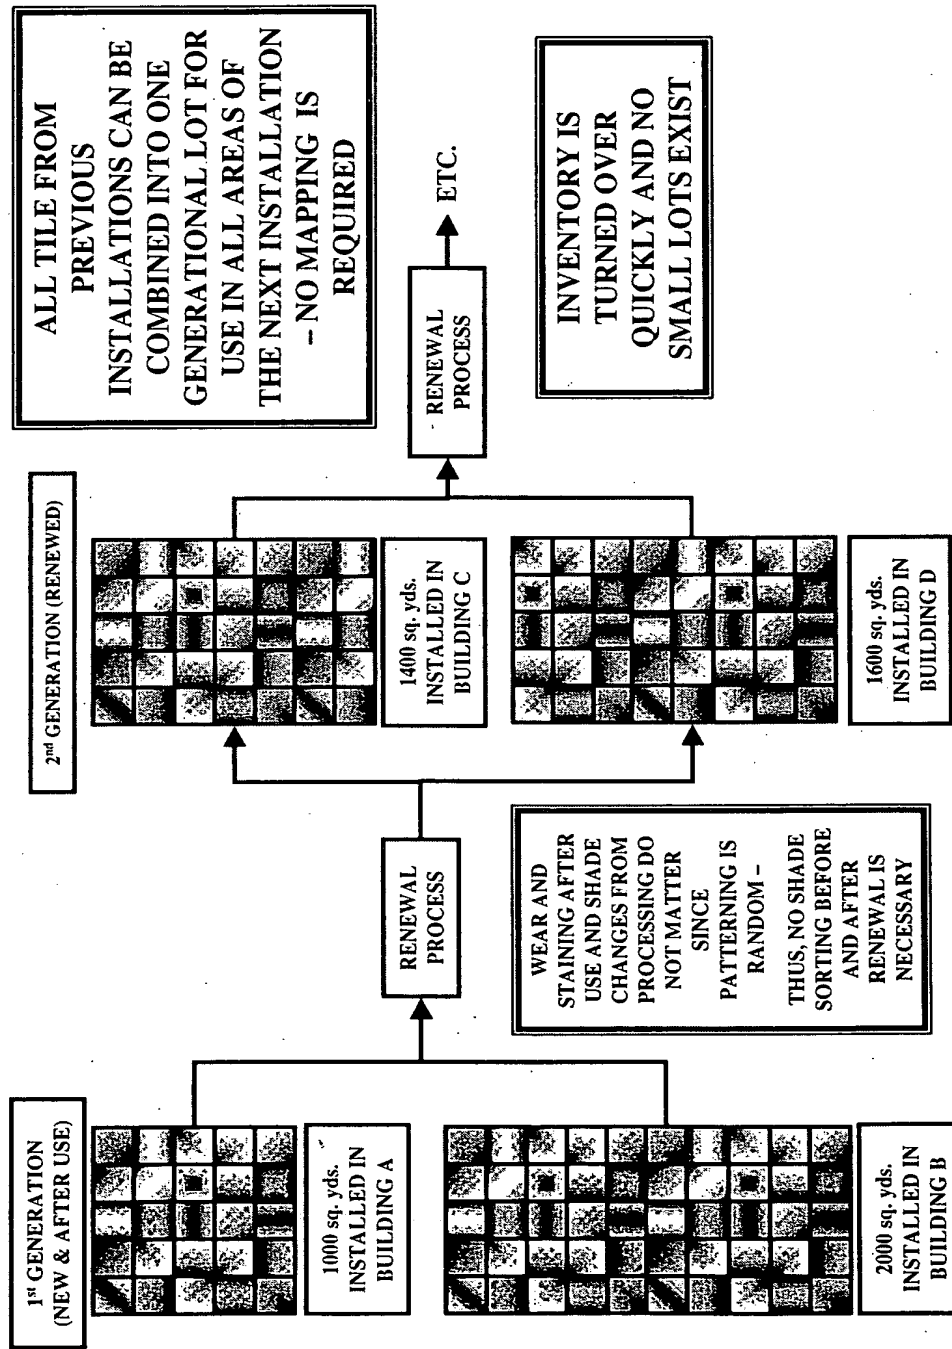 1st GENERATION
(NEW & AFTER USE)
1000 sq. yds.
INSTALLED IN
BUILDING A
2000 sq. yds.
INSTALLED IN
BUILDING B
RENEWAL
PROCESS
WEAR AND
STAINING AFTER
USE AND SHADE
CHANGES FROM
PROCESSING DO
NOT MATTER
SINCE
PATTERNING IS
RANDOM –
THUS, NO SHADE
SORTING BEFORE
AND AFTER
RENEWAL IS
NECESSARY
2nd GENERATION (RENEWED)
1400 sq. yds.
INSTALLED IN
BUILDING C
1600 sq. yds.
INSTALLED IN
BUILDING D
RENEWAL
PROCESS
ETC.
ALL TILE FROM
PREVIOUS
INSTALLATIONS CAN BE
COMBINED INTO ONE
GENERATIONAL LOT FOR
USE IN ALL AREAS OF
THE NEXT INSTALLATION
– NO MAPPING IS
REQUIRED
INVENTORY IS
TURNED OVER
QUICKLY AND NO
SMALL LOTS EXIST